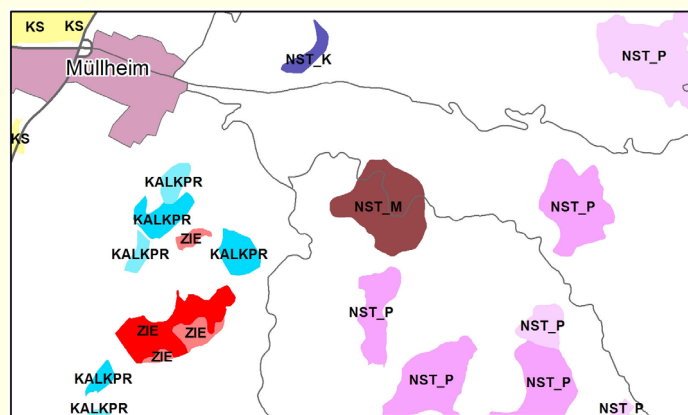 KS KS
Müllheim
NST_K
NST_P
KS
KALKPR
NST_M
NST_P
KALKPR
ZIE
KALKPR
KALKPR
NST_P
NST_P
ZIE
ZIE
ZIE
KALKPR
NST_P
NST_P
KALKPR
NST_P